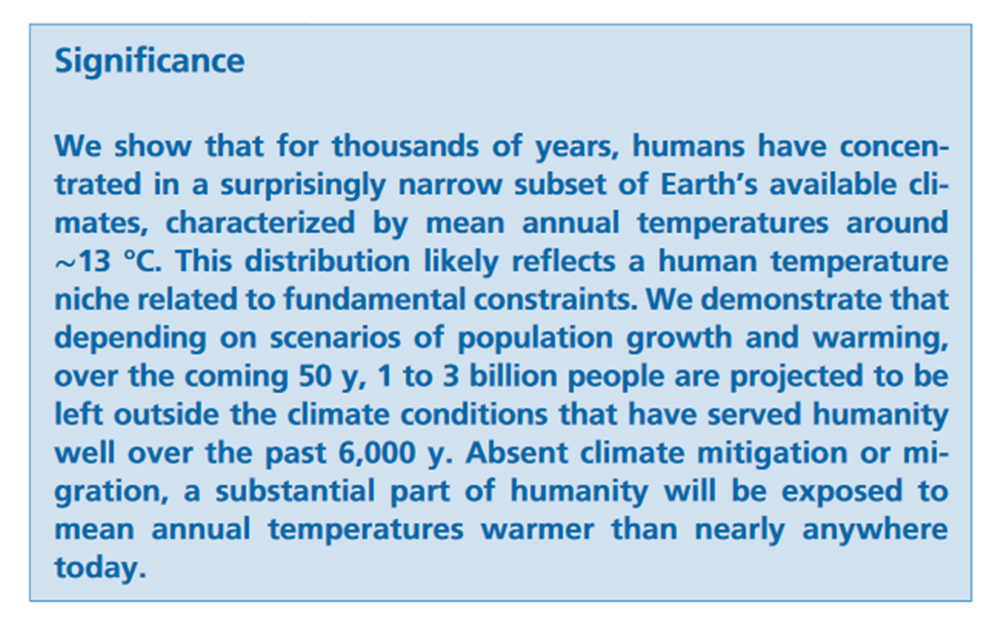 Significance
We show that for thousands of years, humans have concen-
trated in a surprisingly narrow subset of Earth’s available cli-
mates, characterized by mean annual temperatures around
~13 °C. This distribution likely reflects a human temperature
niche related to fundamental constraints. We demonstrate that
depending on scenarios of population growth and warming,
over the coming 50 y, 1 to 3 billion people are projected to be
left outside the climate conditions that have served humanity
well over the past 6,000 y. Absent climate mitigation or mi-
gration, a substantial part of humanity will be exposed to
mean annual temperatures warmer than nearly anywhere
today.